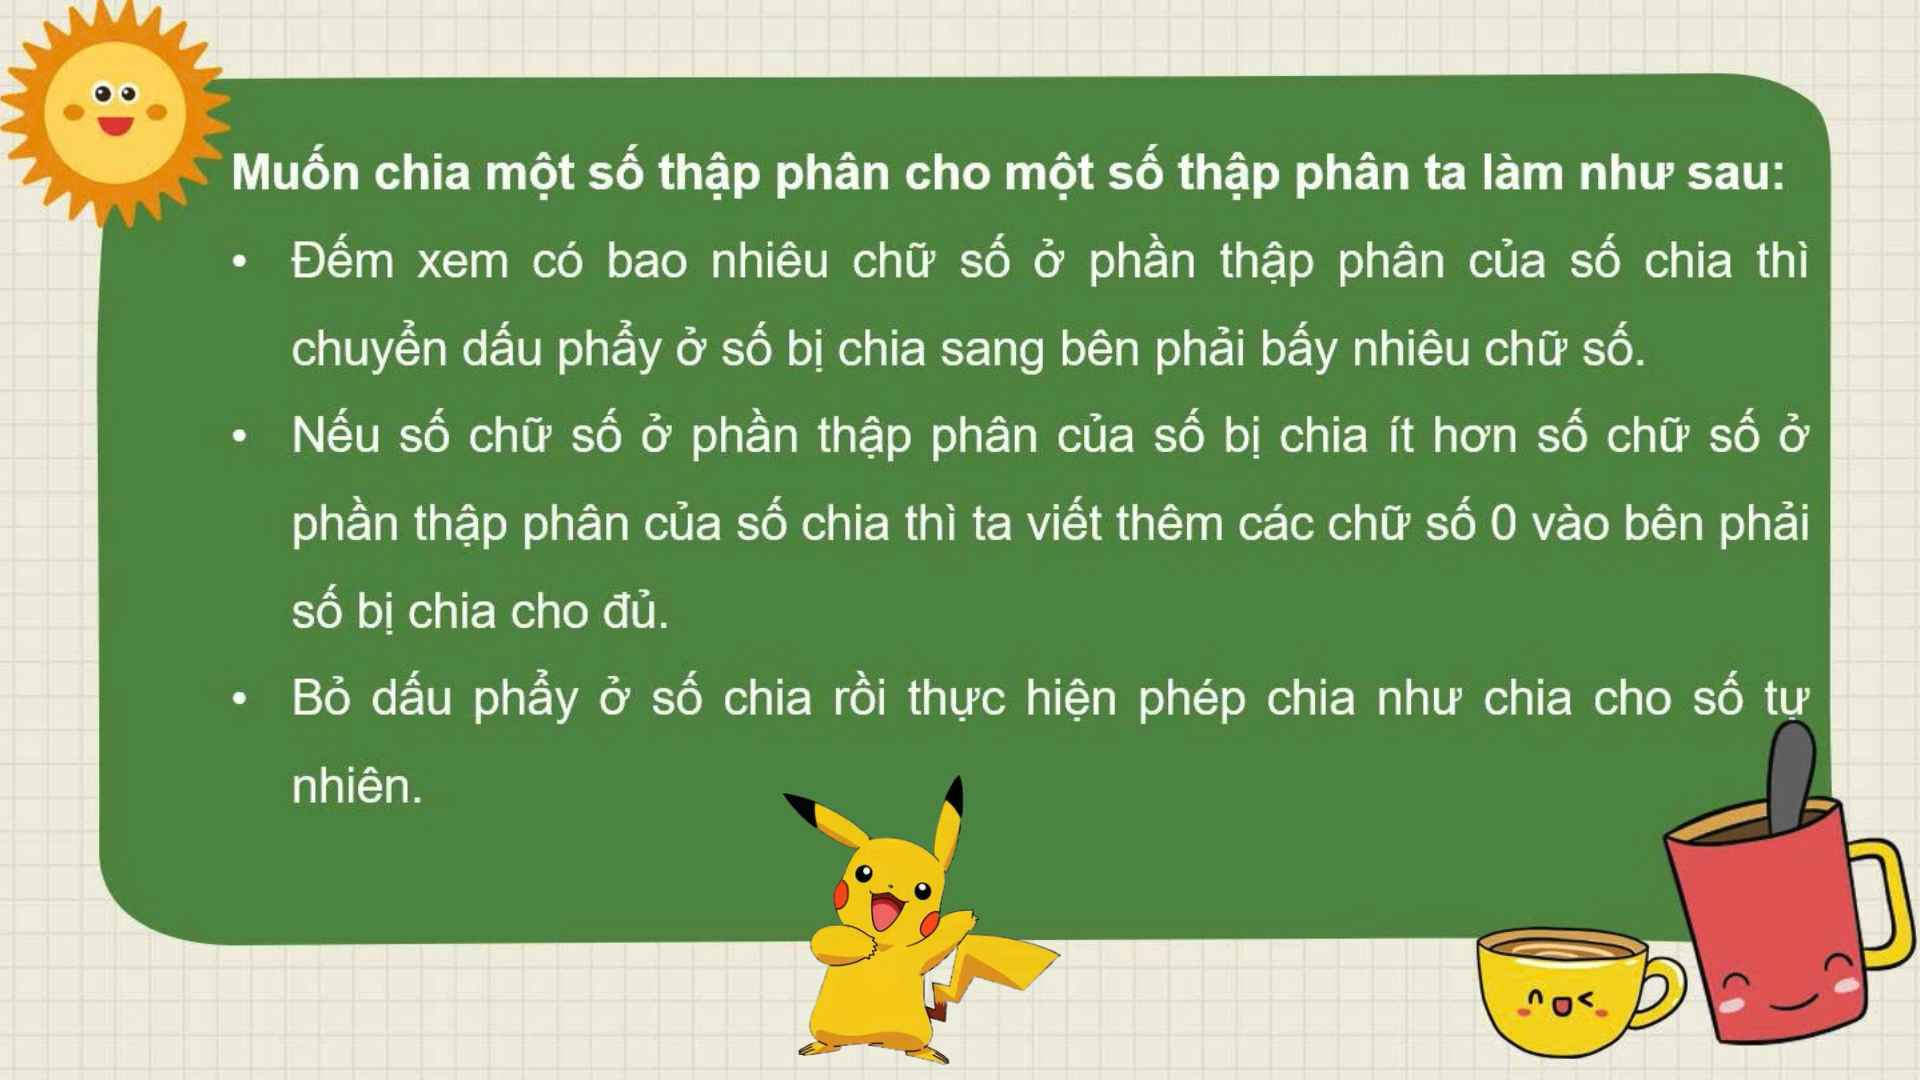 Muốn chia một số thập phân cho một số thập phân ta làm như sau:
• Đếm xem có bao nhiêu chữ số ở phần thập phân của số chia thì
chuyển dấu phẩy ở số bị chia sang bên phải bấy nhiêu chữ số.
• Nếu số chữ số ở phần thập phân của số bị chia ít hơn số chữ số ở
phần thập phân của số chia thì ta viết thêm các chữ số 0 vào bên phải
số bị chia cho đủ.
• Bỏ dấu phẩy ở số chia rồi thực hiện phép chia như chia cho số tự
nhiên.